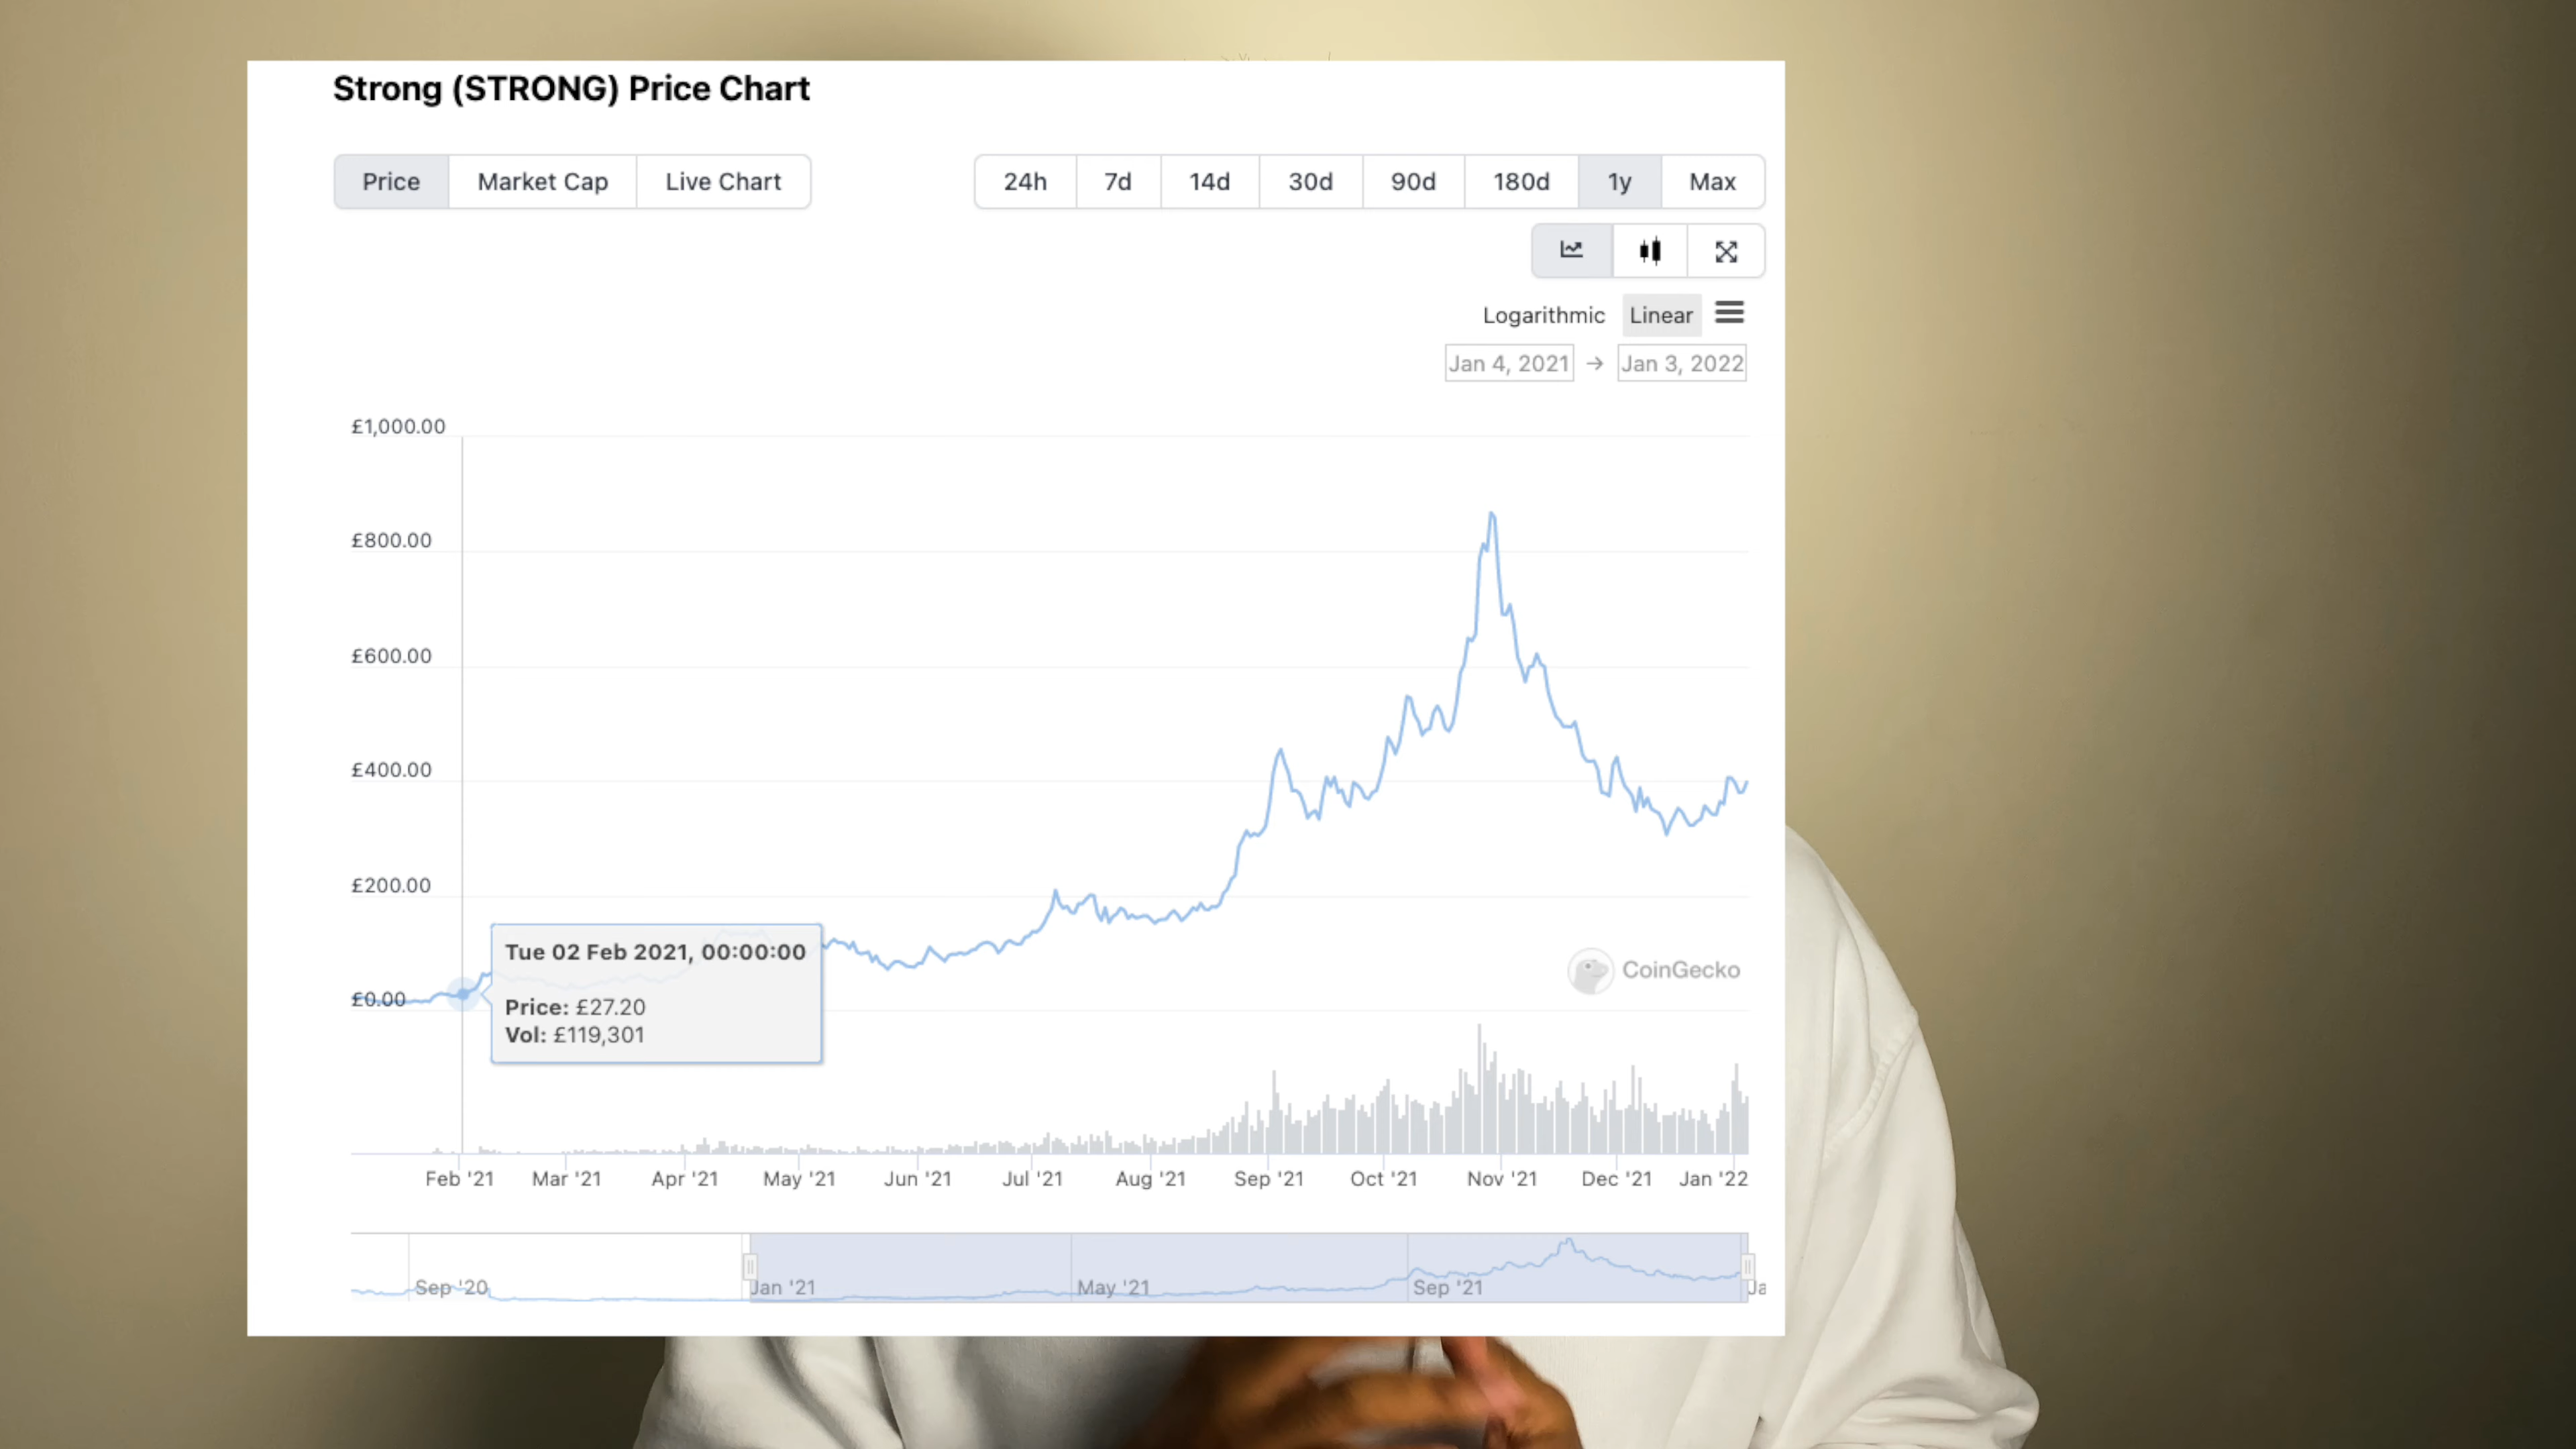 Strong (STRONG) Price Chart
Price Market Cap Live Chart 24h 7d 14d 30d 90d 180d 1y Max
Logarithmic Linear
Jan 4, 2021 → Jan 3, 2022
£1,000.00
£800.00
£600.00
£400.00
£200.00
£0.00
Tue 02 Feb 2021, 00:00:00
Price: £27.20
Vol: £119,301
CoinGecko
Feb '21 Mar '21 Apr '21 May '21 Jun '21 Jul '21 Aug '21 Sep '21 Oct '21 Nov '21 Dec '21 Jan '22
Sep '20 Jan '21 May '21 Sep '21 Ja